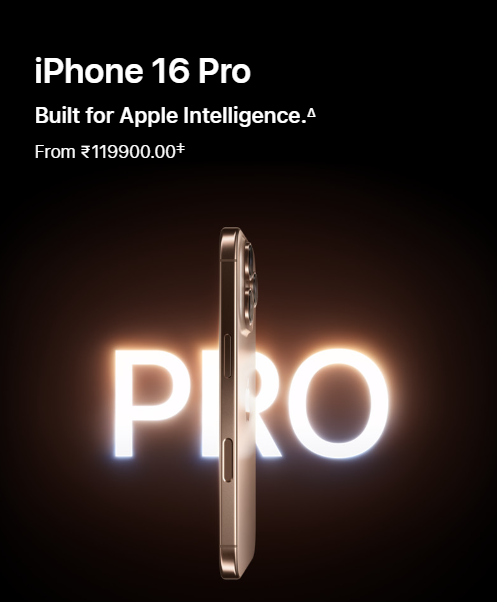 iPhone 16 Pro
Built for Apple Intelligence.Δ
From ₹119900.00‡
PRO